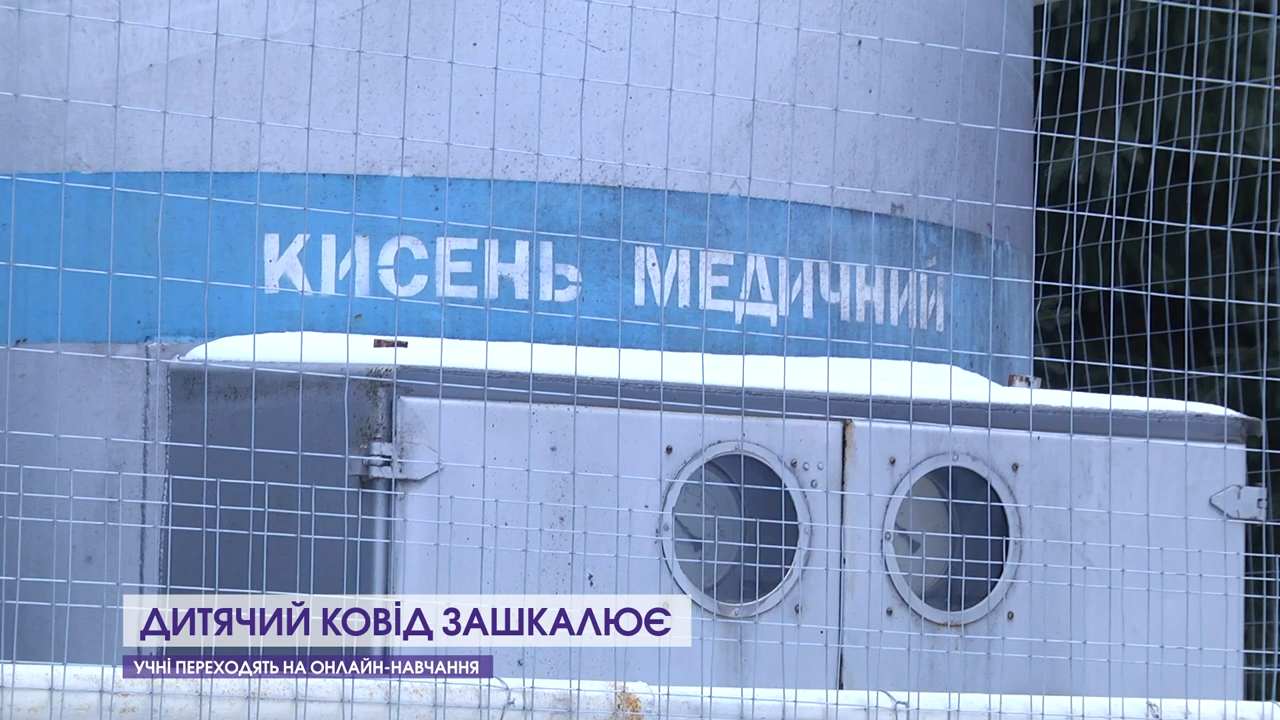 КИСЕНЬ МЕДИЧНИЙ
ДИТЯЧИЙ КОВІД ЗАШКАЛЮЄ
УЧНІ ПЕРЕХОДЯТЬ НА ОНЛАЙН-НАВЧАННЯ